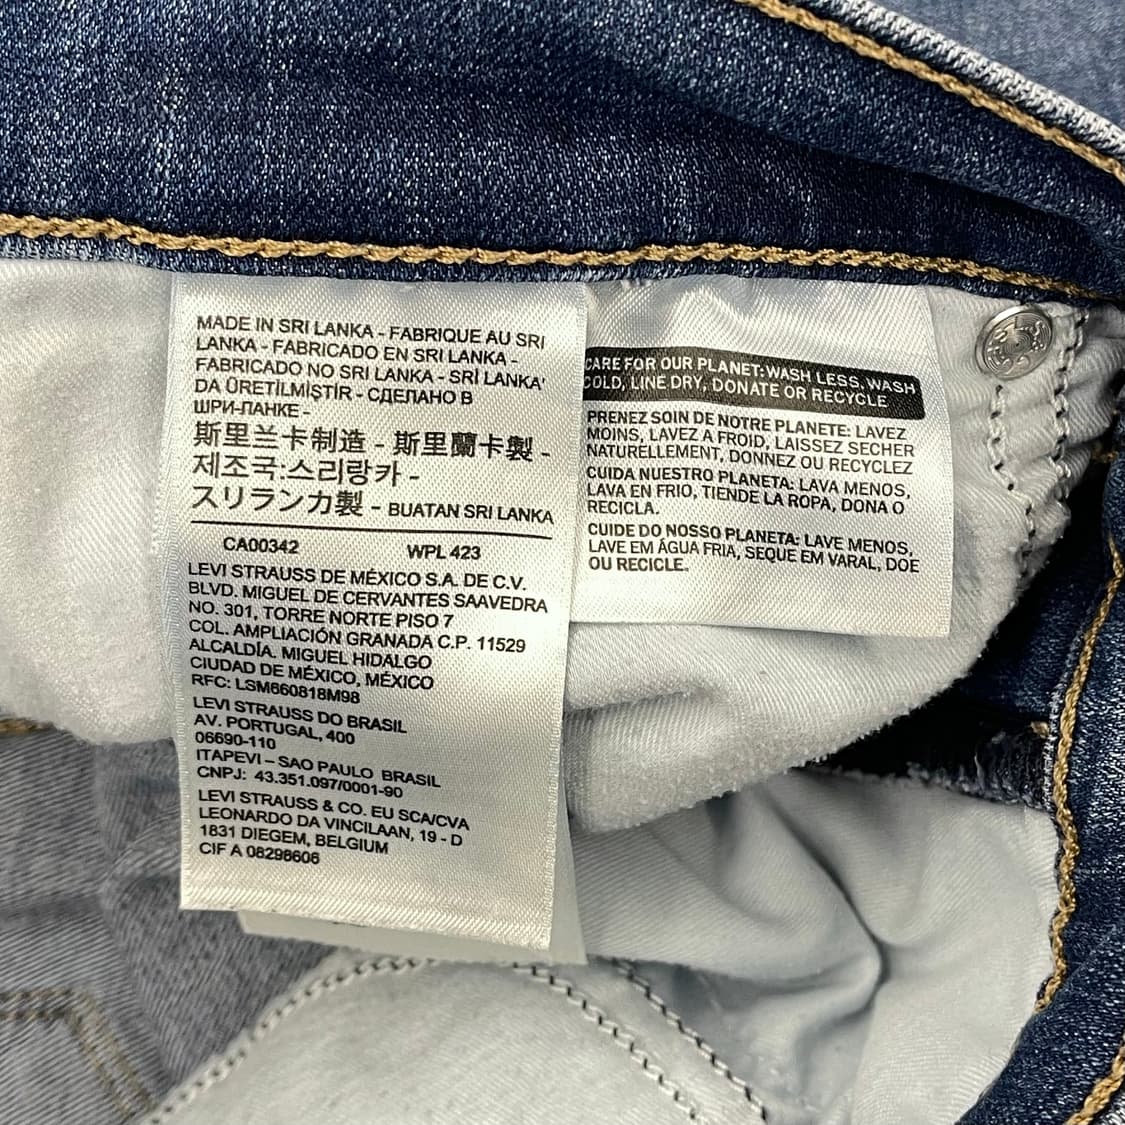 MADE IN SRI LANKA - FABRIQUE AU SRI
LANKA - FABRICADO EN SRI LANKA -
FABRICADO NO SRI LANKA - SRİ LANKA'
DA ÜRETİLMİŞTİR - СДЕЛАНО В
ШРИ-ЛАНКЕ -
斯里兰卡制造 - 斯里蘭卡製 -
제조국:스리랑카 -
スリランカ製 - BUATAN SRI LANKA
CA00342 WPL 423
LEVI STRAUSS DE MÉXICO S.A. DE C.V.
BLVD. MIGUEL DE CERVANTES SAAVEDRA
NO. 301, TORRE NORTE PISO 7
COL. AMPLIACIÓN GRANADA C.P. 11529
ALCALDÍA. MIGUEL HIDALGO
CIUDAD DE MÉXICO, MÉXICO
RFC: LSM660818M98
LEVI STRAUSS DO BRASIL
AV. PORTUGAL, 400
06690-110
ITAPEVI – SAO PAULO BRASIL
CNPJ: 43.351.097/0001-90
LEVI STRAUSS & CO. EU SCA/CVA
LEONARDO DA VINCILAAN, 19 - D
1831 DIEGEM, BELGIUM
CIF A 08298606
CARE FOR OUR PLANET: WASH LESS, WASH
COLD, LINE DRY, DONATE OR RECYCLE
PRENEZ SOIN DE NOTRE PLANETE: LAVEZ
MOINS, LAVEZ A FROID, LAISSEZ SECHER
NATURELLEMENT, DONNEZ OU RECYCLEZ
CUIDA NUESTRO PLANETA: LAVA MENOS,
LAVA EN FRIO, TIENDE LA ROPA, DONA O
RECICLA.
CUIDE DO NOSSO PLANETA: LAVE MENOS,
LAVE EM ÁGUA FRIA, SEQUE EM VARAL, DOE
OU RECICLE.